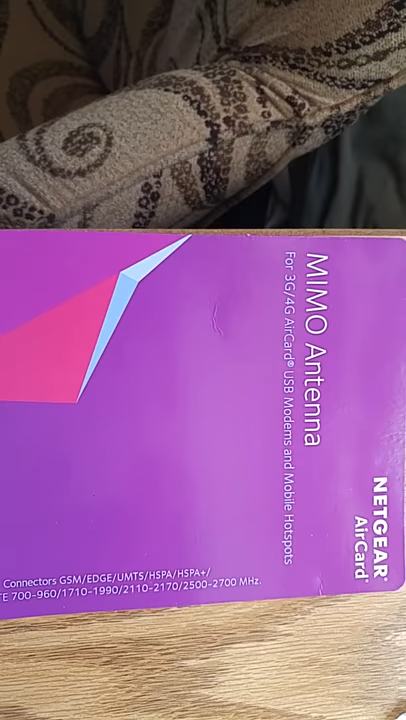 NETGEAR®
AirCard®
MIMO Antenna
For 3G/4G AirCard® USB Modems and Mobile Hotspots
Connectors GSM/EDGE/UMTS/HSPA/HSPA+/
700-960/1710-1990/2110-2170/2500-2700 MHz.